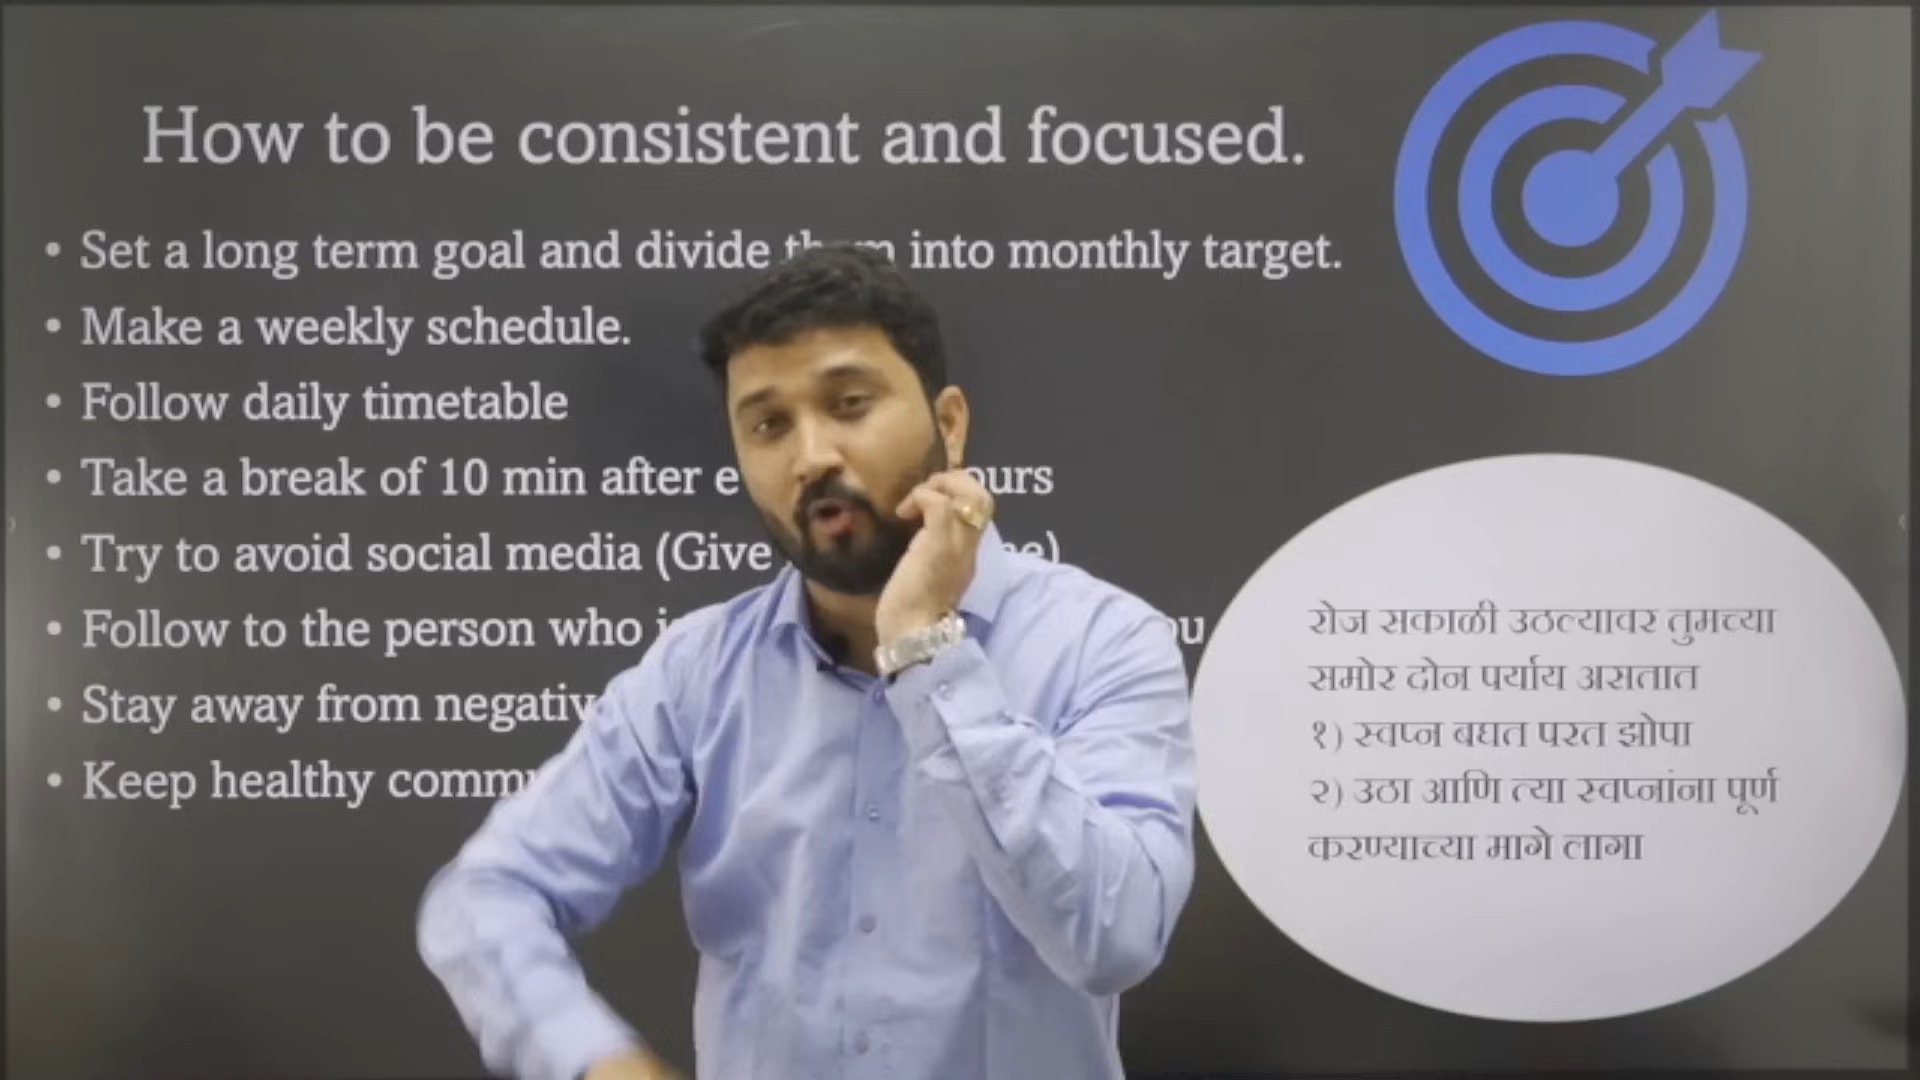 How to be consistent and focused.
• Set a long term goal and divide them into monthly target.
• Make a weekly schedule.
• Follow daily timetable
• Take a break of 10 min after
• Try to avoid social media (Give
• Follow to the person who
• Stay away from
• Keep healthy
रोज सकाळी उठल्यावर तुमच्या
समोर दोन पर्याय असतात
१) स्वप्न बघत परत झोपा
२) उठा आणि त्या स्वप्नांना पूर्ण
करण्याच्या मागे लागा